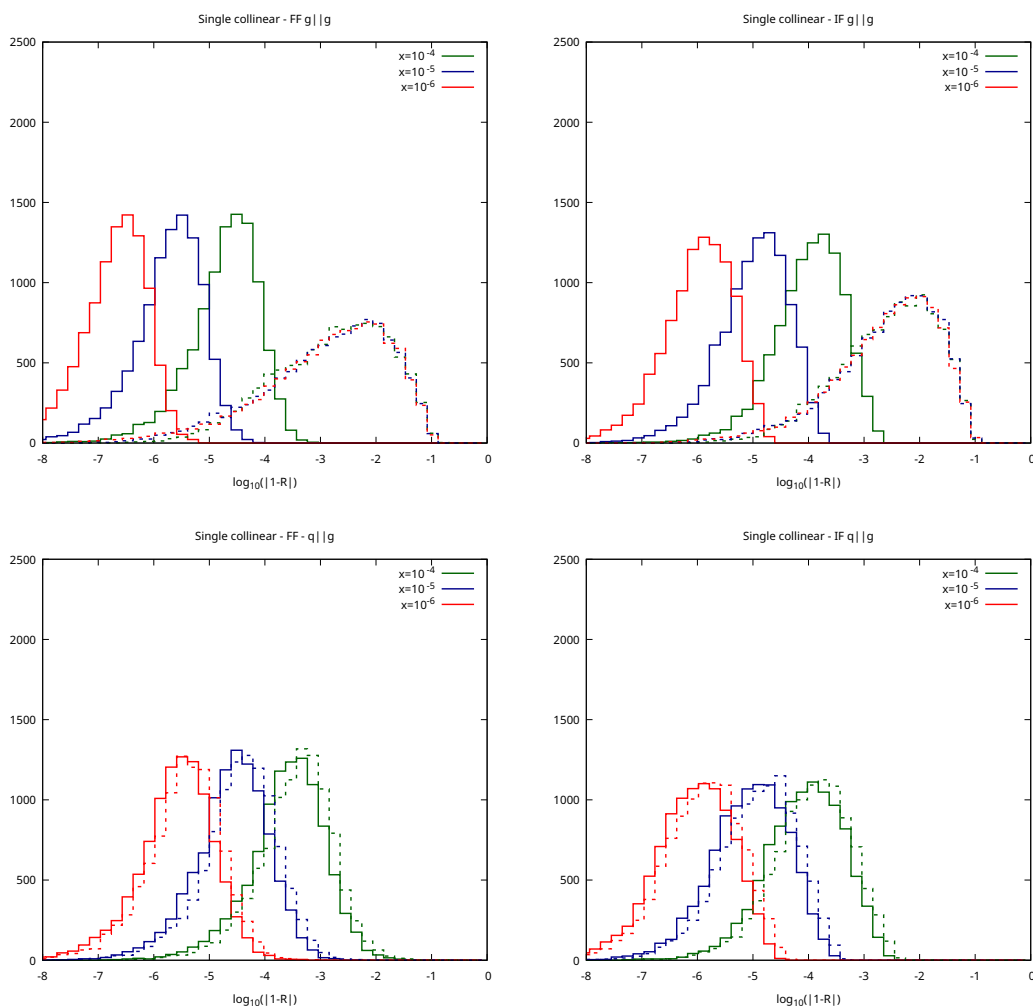 Single collinear - FF g||g
2500
2000
1500
1000
500
0
x=10⁻⁴
x=10⁻⁵
x=10⁻⁶
-8 -7 -6 -5 -4 -3 -2 -1 0
log₁₀(|1-R|)
Single collinear - IF g||g
2500
2000
1500
1000
500
0
x=10⁻⁴
x=10⁻⁵
x=10⁻⁶
-8 -7 -6 -5 -4 -3 -2 -1 0
log₁₀(|1-R|)
Single collinear - FF - q||g
2500
2000
1500
1000
500
0
x=10⁻⁴
x=10⁻⁵
x=10⁻⁶
-8 -7 -6 -5 -4 -3 -2 -1 0
log₁₀(|1-R|)
Single collinear - IF q||g
2500
2000
1500
1000
500
0
x=10⁻⁴
x=10⁻⁵
x=10⁻⁶
-8 -7 -6 -5 -4 -3 -2 -1 0
log₁₀(|1-R|)